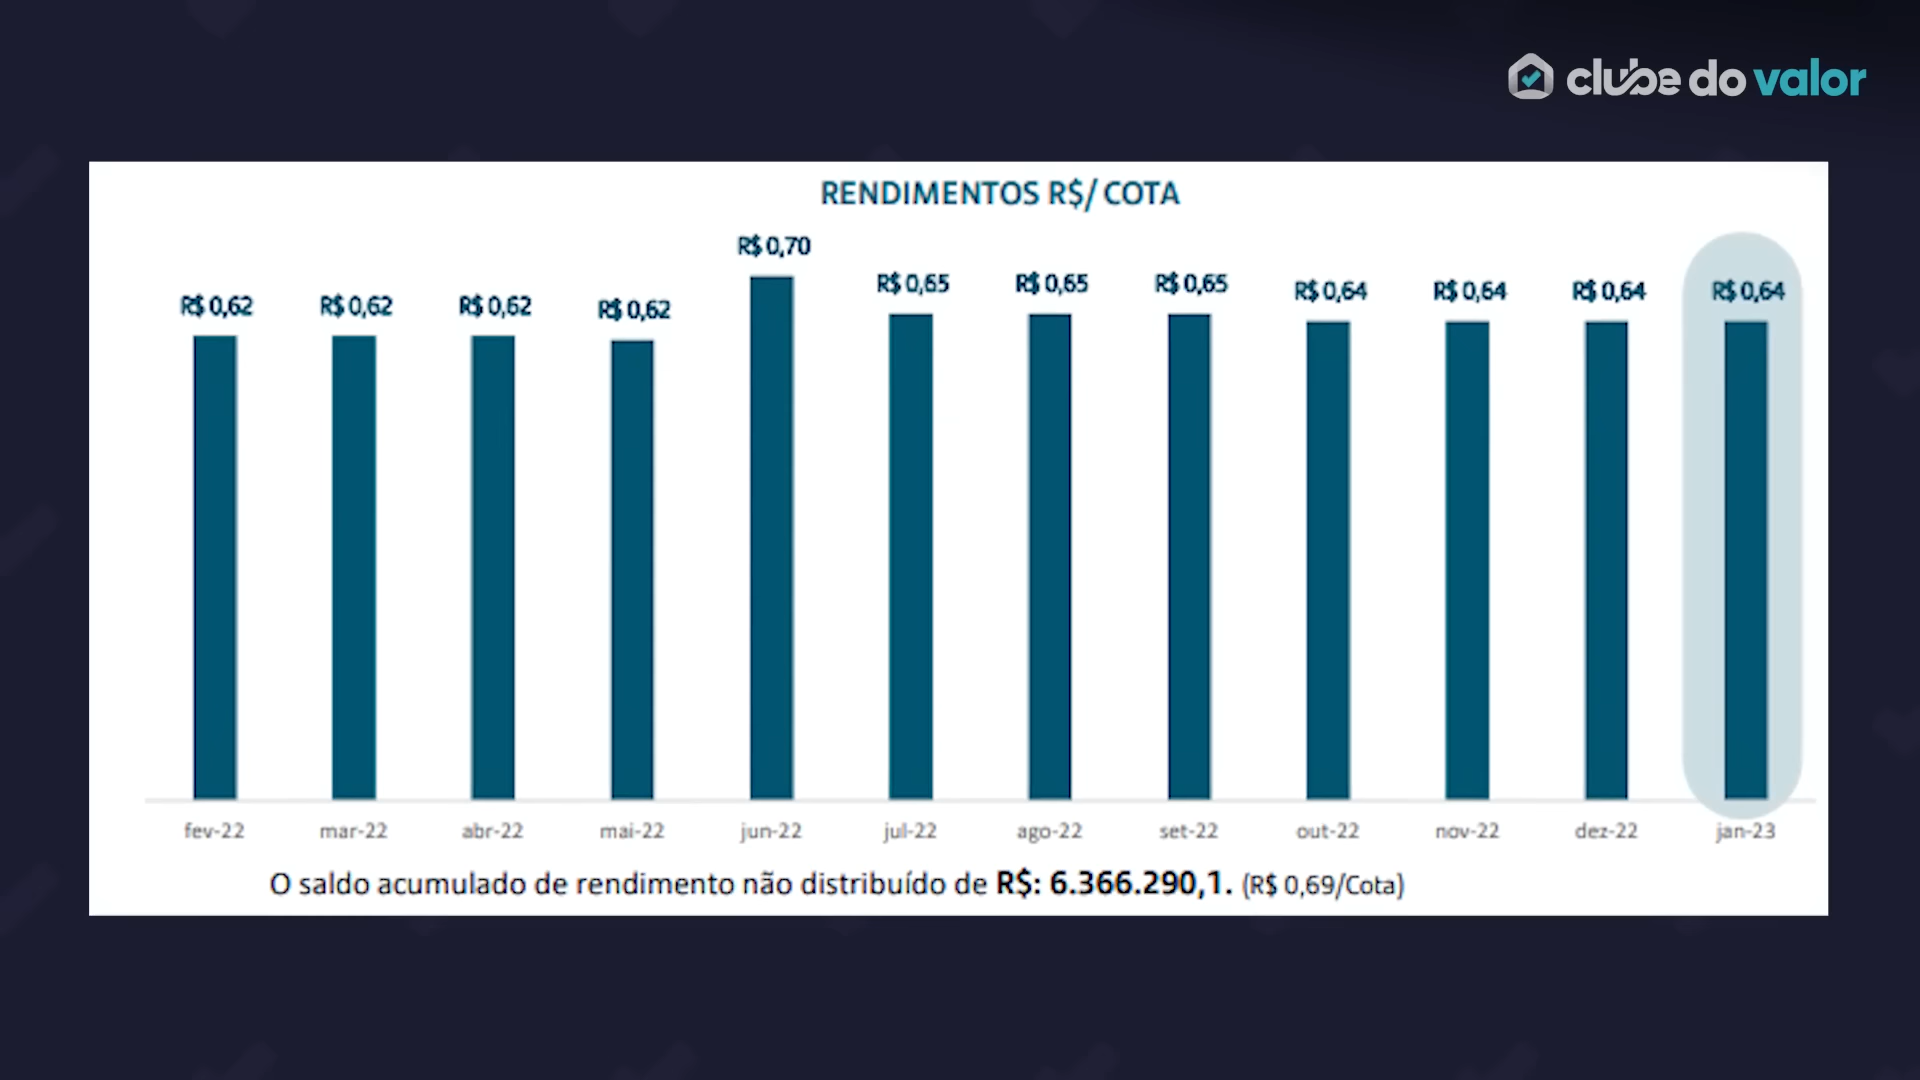 clube do valor
RENDIMENTOS R$/ COTA
R$ 0,62 R$ 0,62 R$ 0,62 R$ 0,62 R$ 0,70 R$ 0,65 R$ 0,65 R$ 0,65 R$ 0,64 R$ 0,64 R$ 0,64 R$ 0,64
fev-22 mar-22 abr-22 mai-22 jun-22 jul-22 ago-22 set-22 out-22 nov-22 dez-22 jan-23
O saldo acumulado de rendimento não distribuído de R$: 6.366.290,1. (R$ 0,69/Cota)